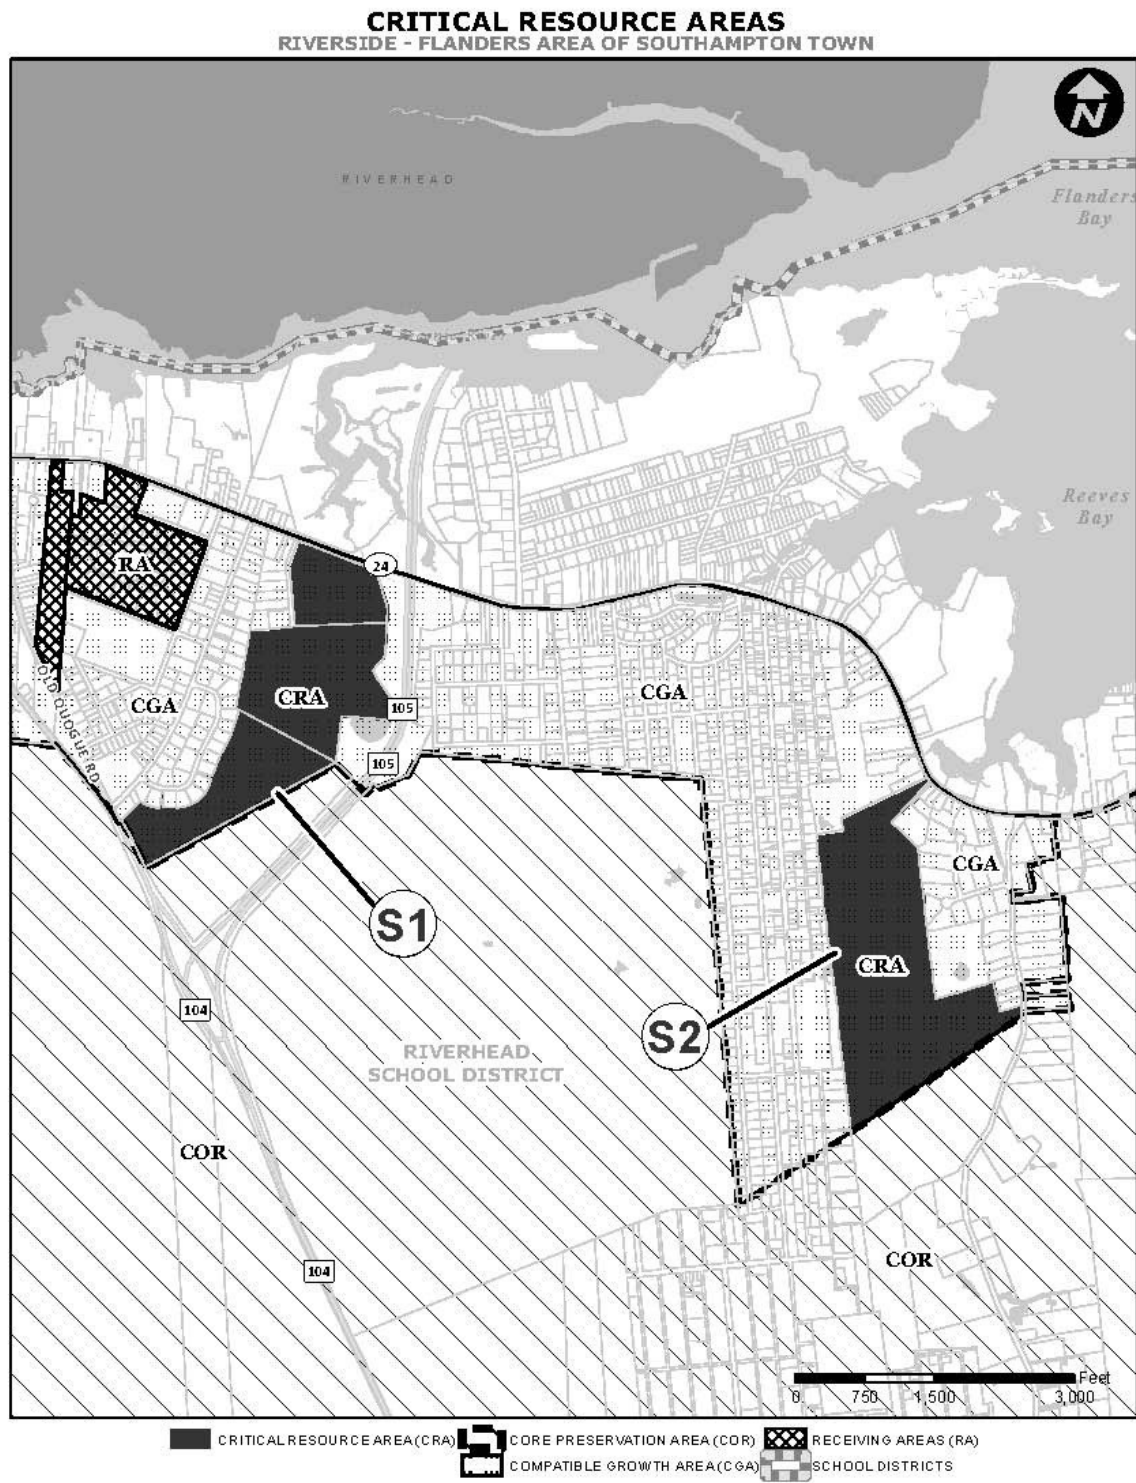 CRITICAL RESOURCE AREAS
RIVERSIDE - FLANDERS AREA OF SOUTHAMPTON TOWN
N
RIVERHEAD
Flanders
Bay
Reeves
Bay
24
RA
CGA
CRA
105
CGA
OLD QUOGUE RD
105
CGA
S1
CRA
104
S2
RIVERHEAD
SCHOOL DISTRICT
COR
COR
104
Feet
0 750 1,500 3,000
CRITICAL RESOURCE AREA (CRA) CORE PRESERVATION AREA (COR) RECEIVING AREAS (RA)
COMPATIBLE GROWTH AREA (CGA) SCHOOL DISTRICTS